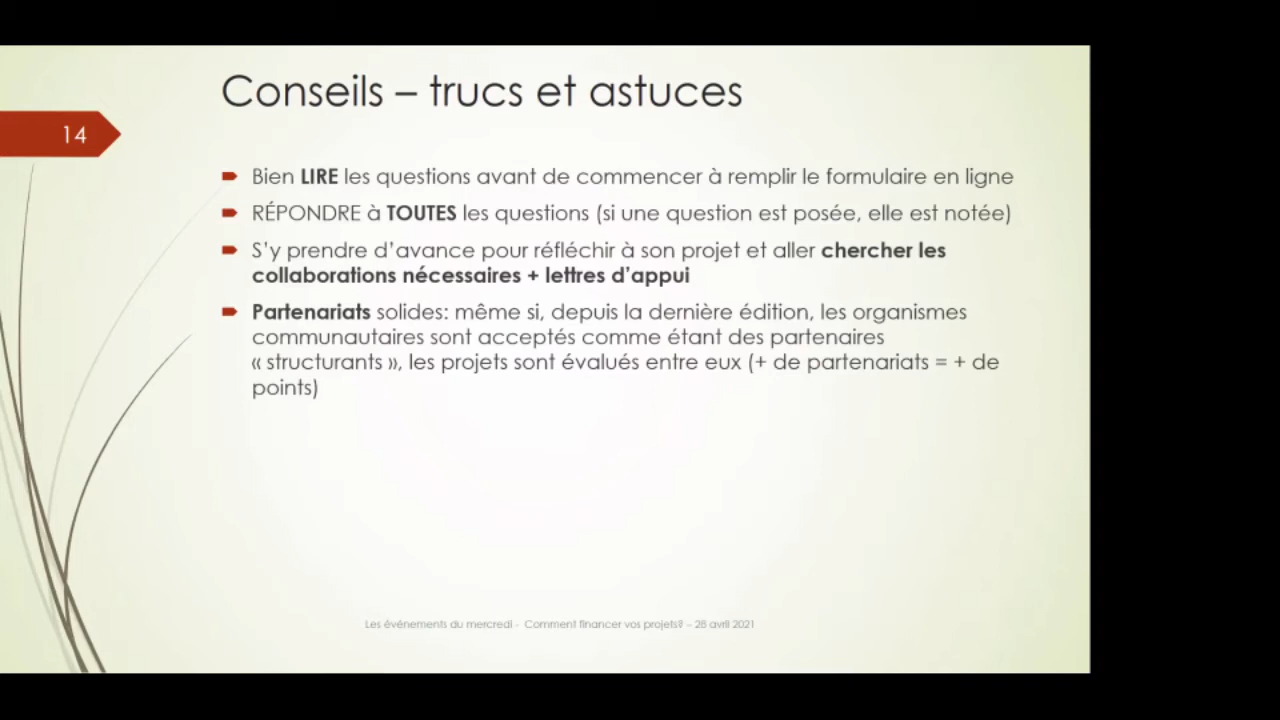 Conseils – trucs et astuces
14
Bien LIRE les questions avant de commencer à remplir le formulaire en ligne
RÉPONDRE à TOUTES les questions (si une question est posée, elle est notée)
S'y prendre d'avance pour réfléchir à son projet et aller chercher les
collaborations nécessaires + lettres d'appui
Partenariats solides: même si, depuis la dernière édition, les organismes
communautaires sont acceptés comme étant des partenaires
« structurants », les projets sont évalués entre eux (+ de partenariats = + de
points)
Les événements du mercredi - Comment financer vos projets? – 28 avril 2021